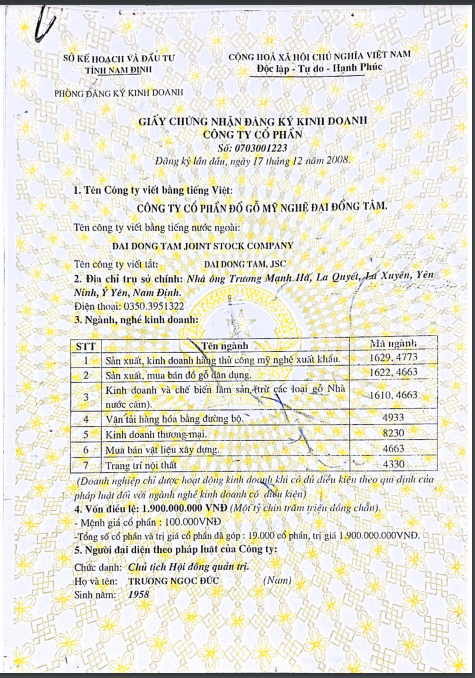 SỞ KẾ HOẠCH VÀ ĐẦU TƯ
TỈNH NAM ĐỊNH
CỘNG HOÀ XÃ HỘI CHỦ NGHĨA VIỆT NAM
Độc lập - Tự do - Hạnh Phúc
PHÒNG ĐĂNG KÝ KINH DOANH
GIẤY CHỨNG NHẬN ĐĂNG KÝ KINH DOANH
CÔNG TY CỔ PHẦN
Số: 0703001223
Đăng ký lần đầu, ngày 17 tháng 12 năm 2008.
1. Tên Công ty viết bằng tiếng Việt:
CÔNG TY CỔ PHẦN ĐỒ GỖ MỸ NGHỆ ĐẠI ĐỒNG TÂM.
Tên công ty viết bằng tiếng nước ngoài:
DAI DONG TAM JOINT STOCK COMPANY
Tên công ty viết tắt: DAI DONG TAM, JSC
2. Địa chỉ trụ sở chính: Nhà ông Trương Mạnh Hà, La Quyết, La Xuyên, Yên
Ninh, Ý Yên, Nam Định.
Điện thoại: 0350.3951322
3. Ngành, nghề kinh doanh:
STT Tên ngành Mã ngành
1 Sản xuất, kinh doanh hàng thủ công mỹ nghệ xuất khẩu. 1629, 4773
2 Sản xuất, mua bán đồ gỗ dân dụng. 1622, 4663
3 Kinh doanh và chế biến lâm sản (trừ các loại gỗ Nhà
nước cấm). 1610, 4663
4 Vận tải hàng hóa bằng đường bộ. 4933
5 Kinh doanh thương mại. 8230
6 Mua bán vật liệu xây dựng. 4663
7 Trang trí nội thất 4330
(Doanh nghiệp chỉ được hoạt động kinh doanh khi có đủ điều kiện theo qui định của
pháp luật đối với ngành nghề kinh doanh có điều kiện)
4. Vốn điều lệ: 1.900.000.000 VNĐ (Một tỷ chín trăm triệu đồng chẵn).
- Mệnh giá cổ phần : 100.000VNĐ
-Tổng số cổ phần và trị giá cổ phần đã góp : 19.000 cổ phần, trị giá 1.900.000.000VNĐ.
5. Người đại diện theo pháp luật của Công ty:
Chức danh: Chủ tịch Hội đồng quản trị.
Họ và tên: TRƯƠNG NGỌC ĐỨC (Nam)
Sinh năm: 1958